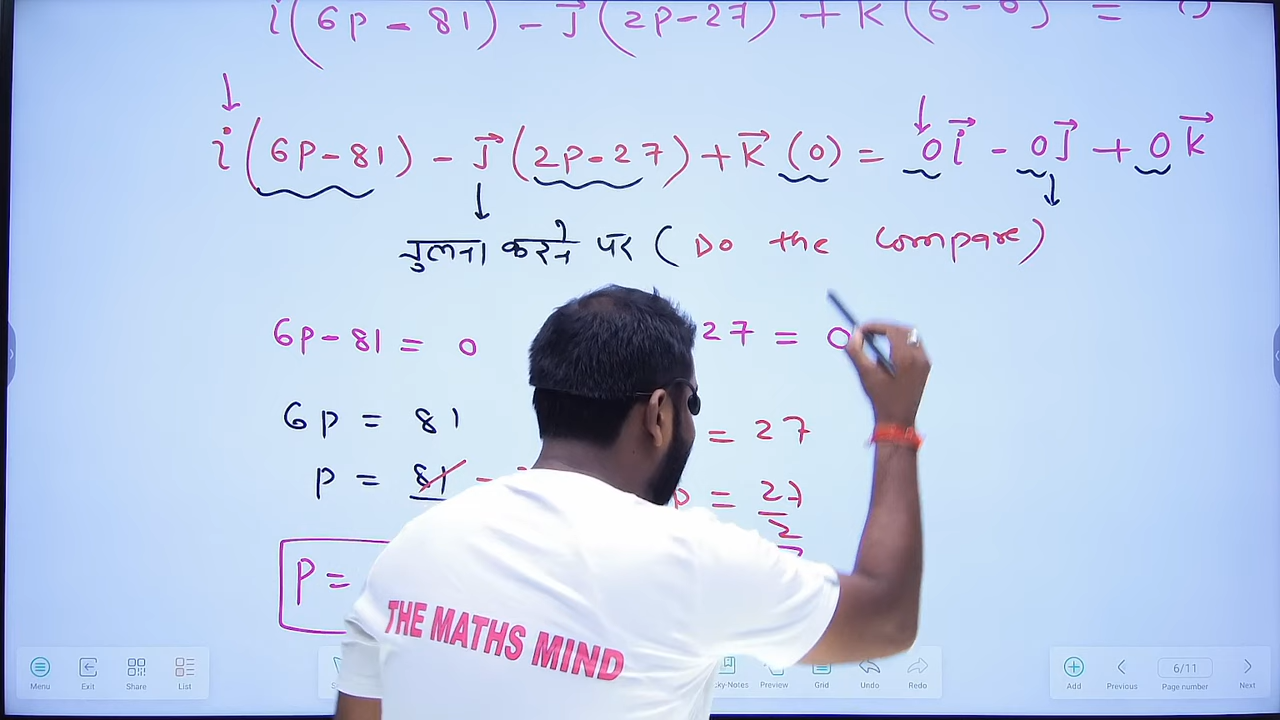 i(6p-81) - j(2p-27) + k(6-6) = 0
i(6p-81) - j(2p-27) + k(0) = 0i - 0j + 0k
तुलना करने पर (Do the compare)
6p-81 = 0 27 = 0
6p = 81 = 27
p = 81 p = 27
2
p =
THE MATHS MIND
Menu Exit Share List cky-Notes Preview Grid Undo Redo Add Previous 6/11 Next
Page number